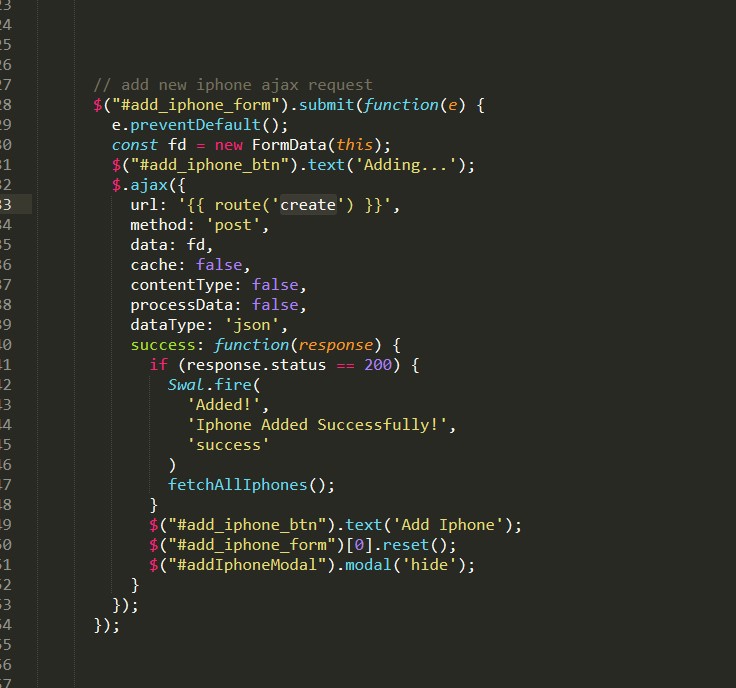 23
24
25
26
27 // add new iphone ajax request
28 $("#add_iphone_form").submit(function(e) {
29 e.preventDefault();
30 const fd = new FormData(this);
31 $("#add_iphone_btn").text('Adding...');
32 $.ajax({
33 url: '{{ route('create') }}',
34 method: 'post',
35 data: fd,
36 cache: false,
37 contentType: false,
38 processData: false,
39 dataType: 'json',
40 success: function(response) {
41 if (response.status == 200) {
42 Swal.fire(
43 'Added!',
44 'Iphone Added Successfully!',
45 'success'
46 )
47 fetchAllIphones();
48 }
49 $("#add_iphone_btn").text('Add Iphone');
50 $("#add_iphone_form")[0].reset();
51 $("#addIphoneModal").modal('hide');
52 }
53 });
54 });
55
56
57